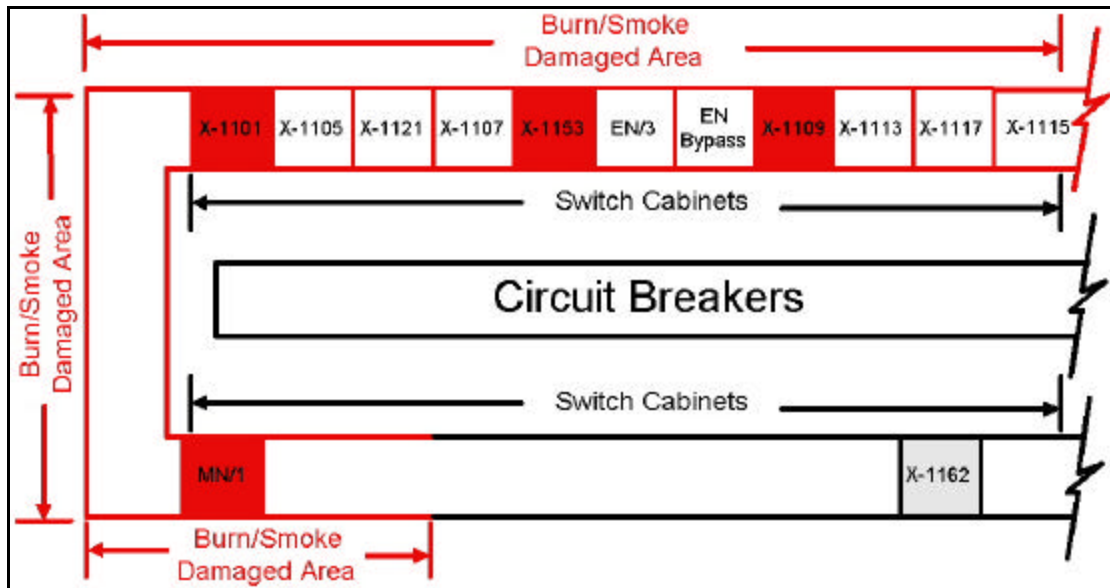 Burn/Smoke
Damaged Area
X-1101 X-1105 X-1121 X-1107 X-1153 EN/3 EN Bypass X-1109 X-1113 X-1117 X-1115
Switch Cabinets
Burn/Smoke
Damaged Area
Circuit Breakers
Switch Cabinets
MN/1 X-1162
Burn/Smoke
Damaged Area